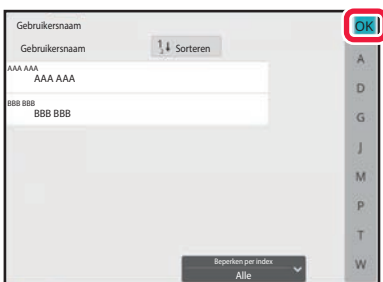 Gebruikersnaam
OK
Gebruikersnaam
Sorteren
AAA AAA
AAA AAA
BBB BBB
BBB BBB
A
D
G
J
M
P
T
W
Beperken per index
Alle